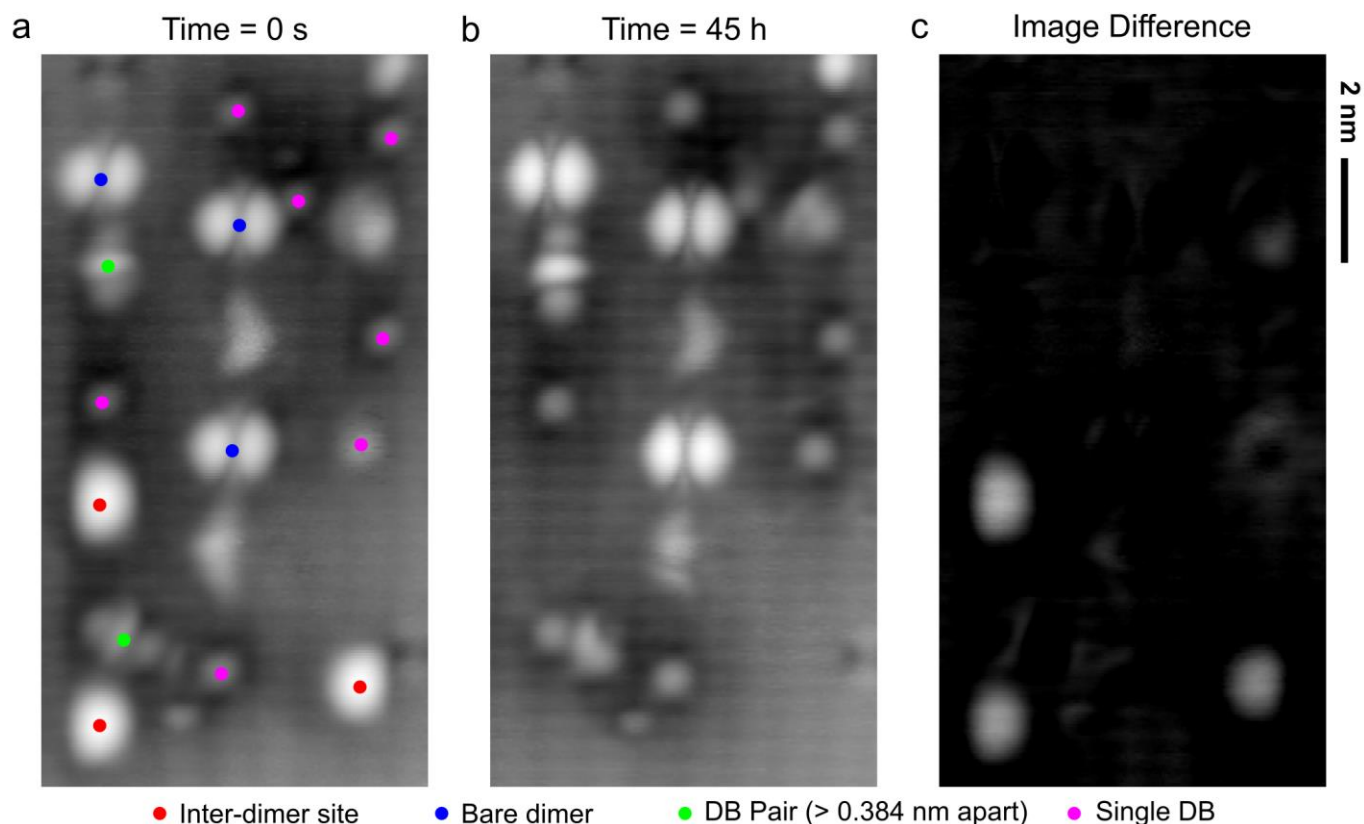 a
Time = 0 s
b
Time = 45 h
c
Image Difference
2 nm
Inter-dimer site
Bare dimer
DB Pair (> 0.384 nm apart)
Single DB